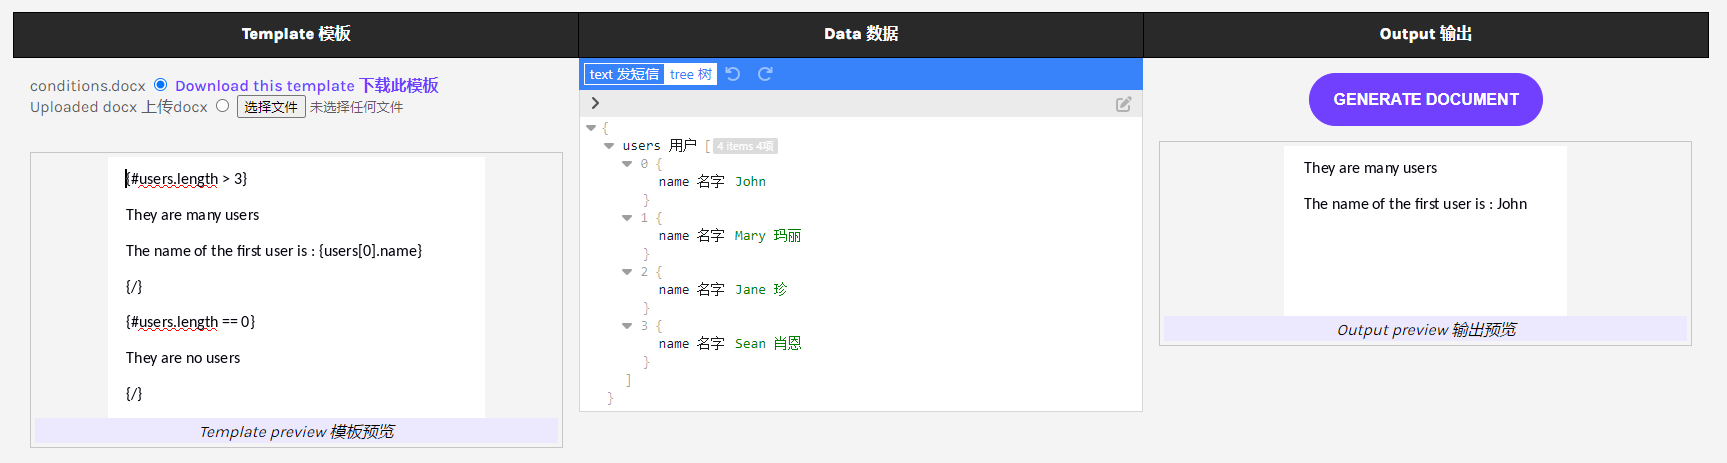 Template 模板
conditions.docx Download this template 下载此模板
Uploaded docx 上传docx 选择文件 未选择任何文件
{#users.length > 3}
They are many users
The name of the first user is : {users[0].name}
{/}
{#users.length == 0}
They are no users
{/}
Template preview 模板预览
Data 数据
text 发短信 tree 树
{
users 用户 [ 4 items 4项
0 {
name 名字 John
}
1 {
name 名字 Mary 玛丽
}
2 {
name 名字 Jane 珍
}
3 {
name 名字 Sean 肖恩
}
]
}
Output 输出
GENERATE DOCUMENT
They are many users
The name of the first user is : John
Output preview 输出预览